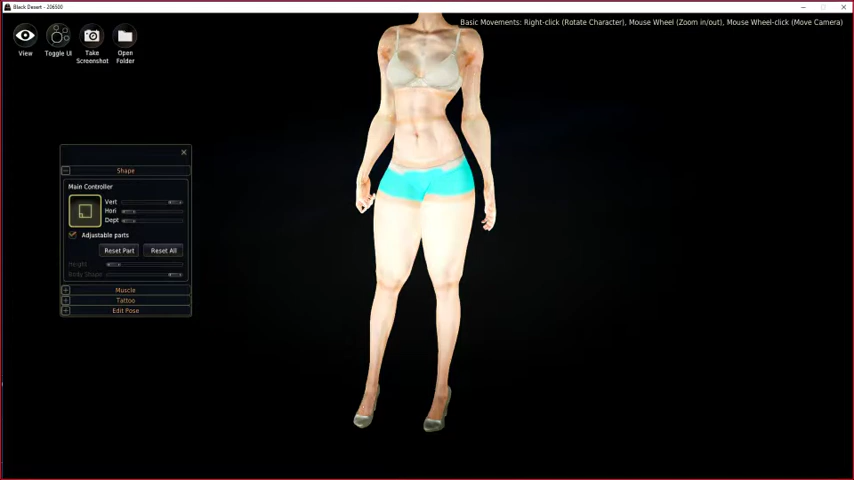 Black Desert - 206500
Basic Movements: Right-click (Rotate Character), Mouse Wheel (Zoom in/out), Mouse Wheel-click (Move Camera)
View
Toggle UI
Take
Screenshot
Open
Folder
Shape
Main Controller
Vert
Hori
Dept
Adjustable parts
Reset Part
Reset All
Height
Body Shape
Muscle
Tattoo
Edit Pose